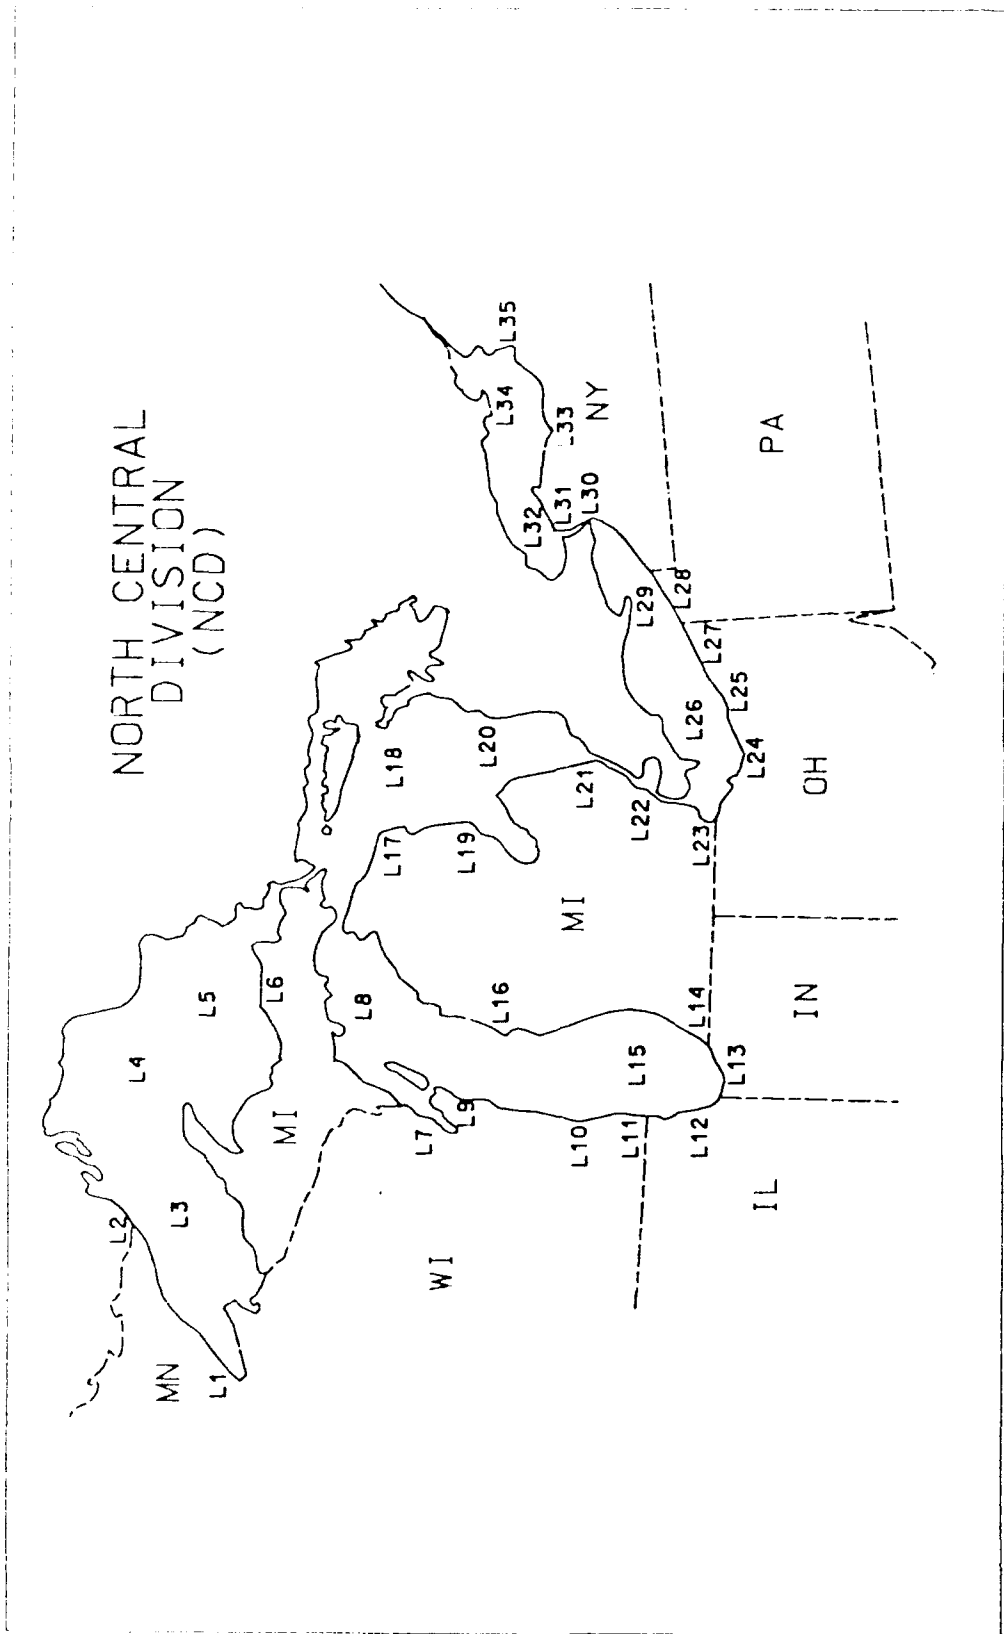 NORTH CENTRAL
DIVISION
(NCD)
L1
L2
L3
L4
L5
L6
L7
L8
L9
L10
L11
L12
L13
L14
L15
L16
L17
L18
L19
L20
L21
L22
L23
L24
L25
L26
L27
L28
L29
L30
L31
L32
L33
L34
L35
MN
WI
MI
MI
IL
IN
OH
PA
NY